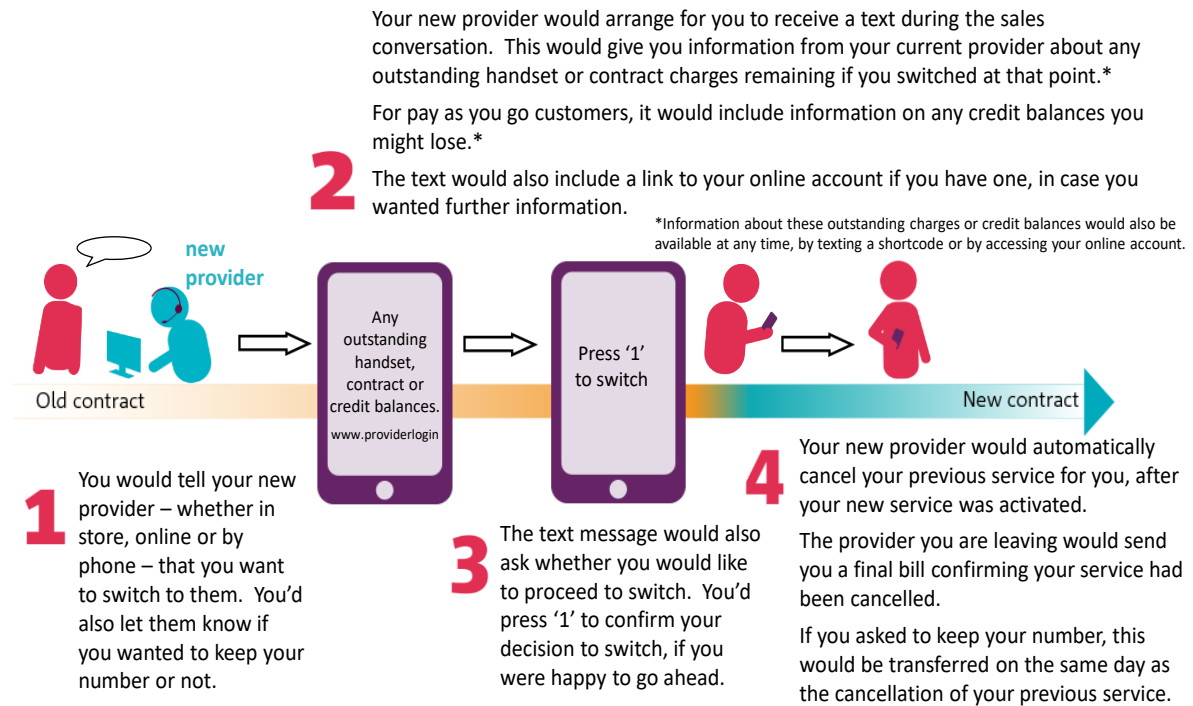 Your new provider would arrange for you to receive a text during the sales
conversation.  This would give you information from your current provider about any
outstanding handset or contract charges remaining if you switched at that point.*
For pay as you go customers, it would include information on any credit balances you
might lose.*
2
The text would also include a link to your online account if you have one, in case you
wanted further information.
*Information about these outstanding charges or credit balances would also be
available at any time, by texting a shortcode or by accessing your online account.
new
provider
Any
outstanding
handset,
contract or
credit balances.
www.providerlogin
Press ‘1’
to switch
Old contract
New contract
1
You would tell your new
provider – whether in
store, online or by
phone – that you want
to switch to them.  You’d
also let them know if
you wanted to keep your
number or not.
3
The text message would also
ask whether you would like
to proceed to switch.  You’d
press ‘1’ to confirm your
decision to switch, if you
were happy to go ahead.
4
Your new provider would automatically
cancel your previous service for you, after
your new service was activated.
The provider you are leaving would send
you a final bill confirming your service had
been cancelled.
If you asked to keep your number, this
would be transferred on the same day as
the cancellation of your previous service.